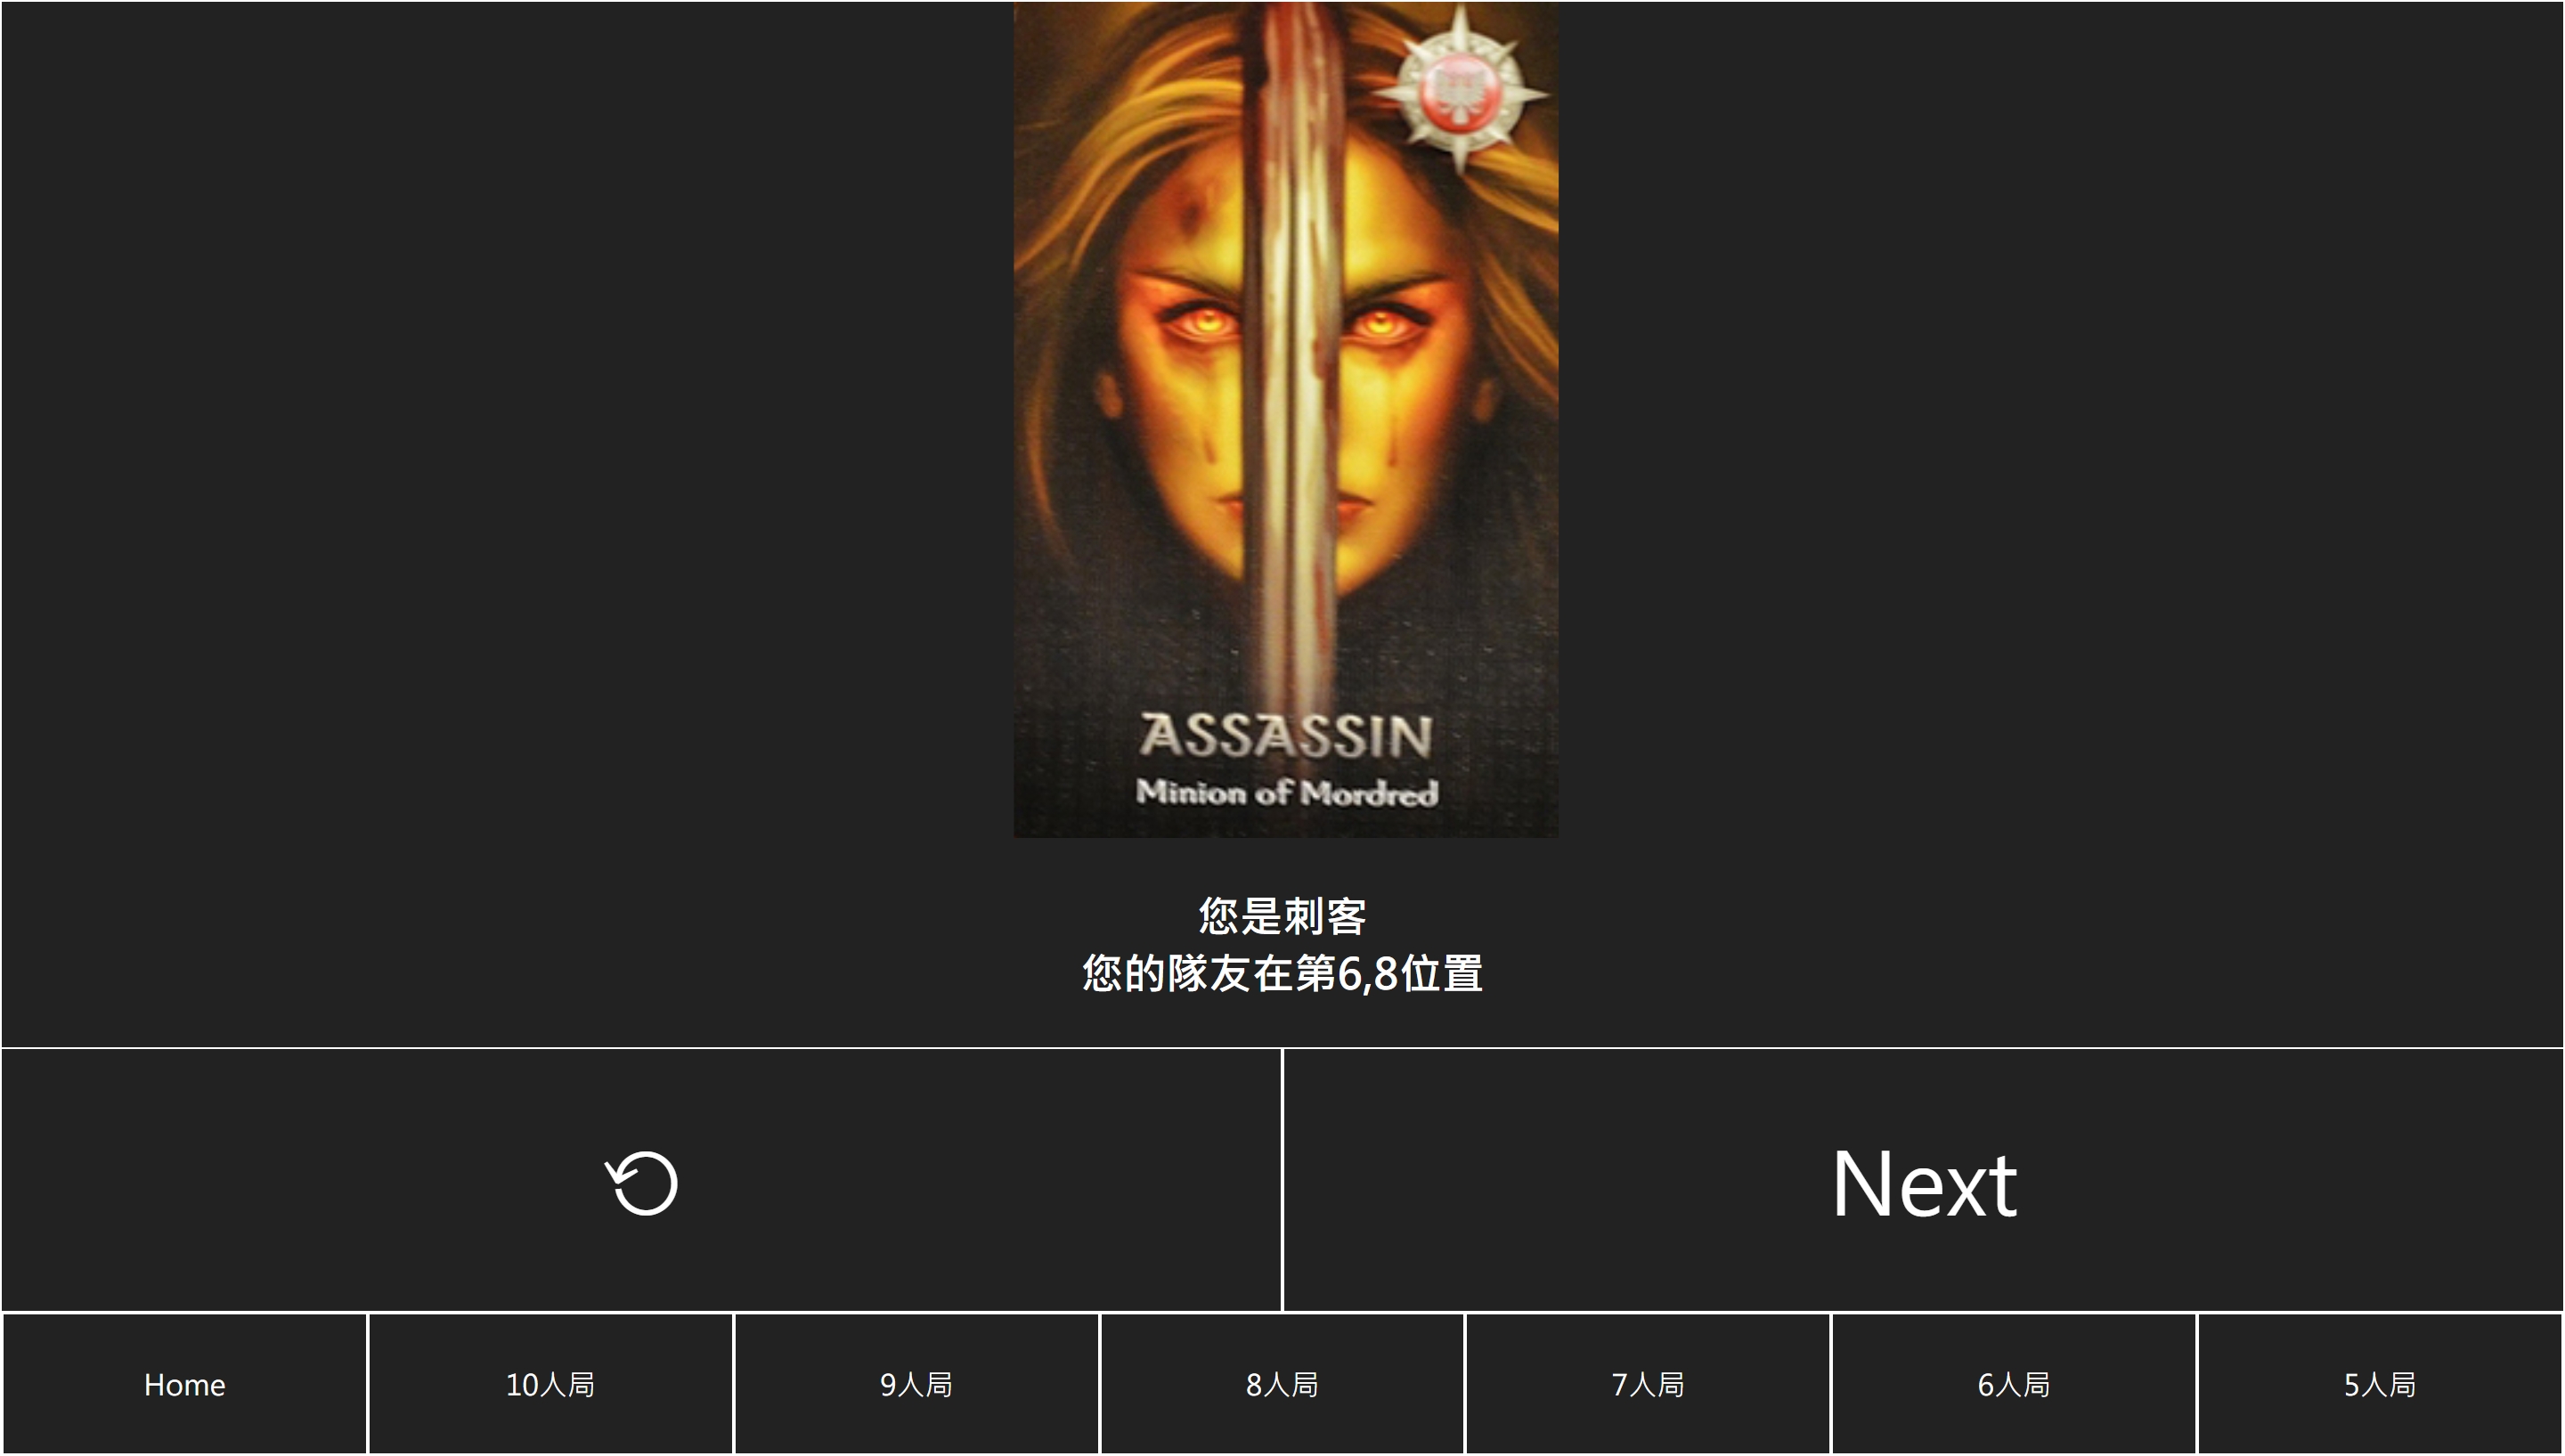 ASSASSIN
Minion of Mordred
您是刺客
您的隊友在第6,8位置
Next
Home
10人局
9人局
8人局
7人局
6人局
5人局